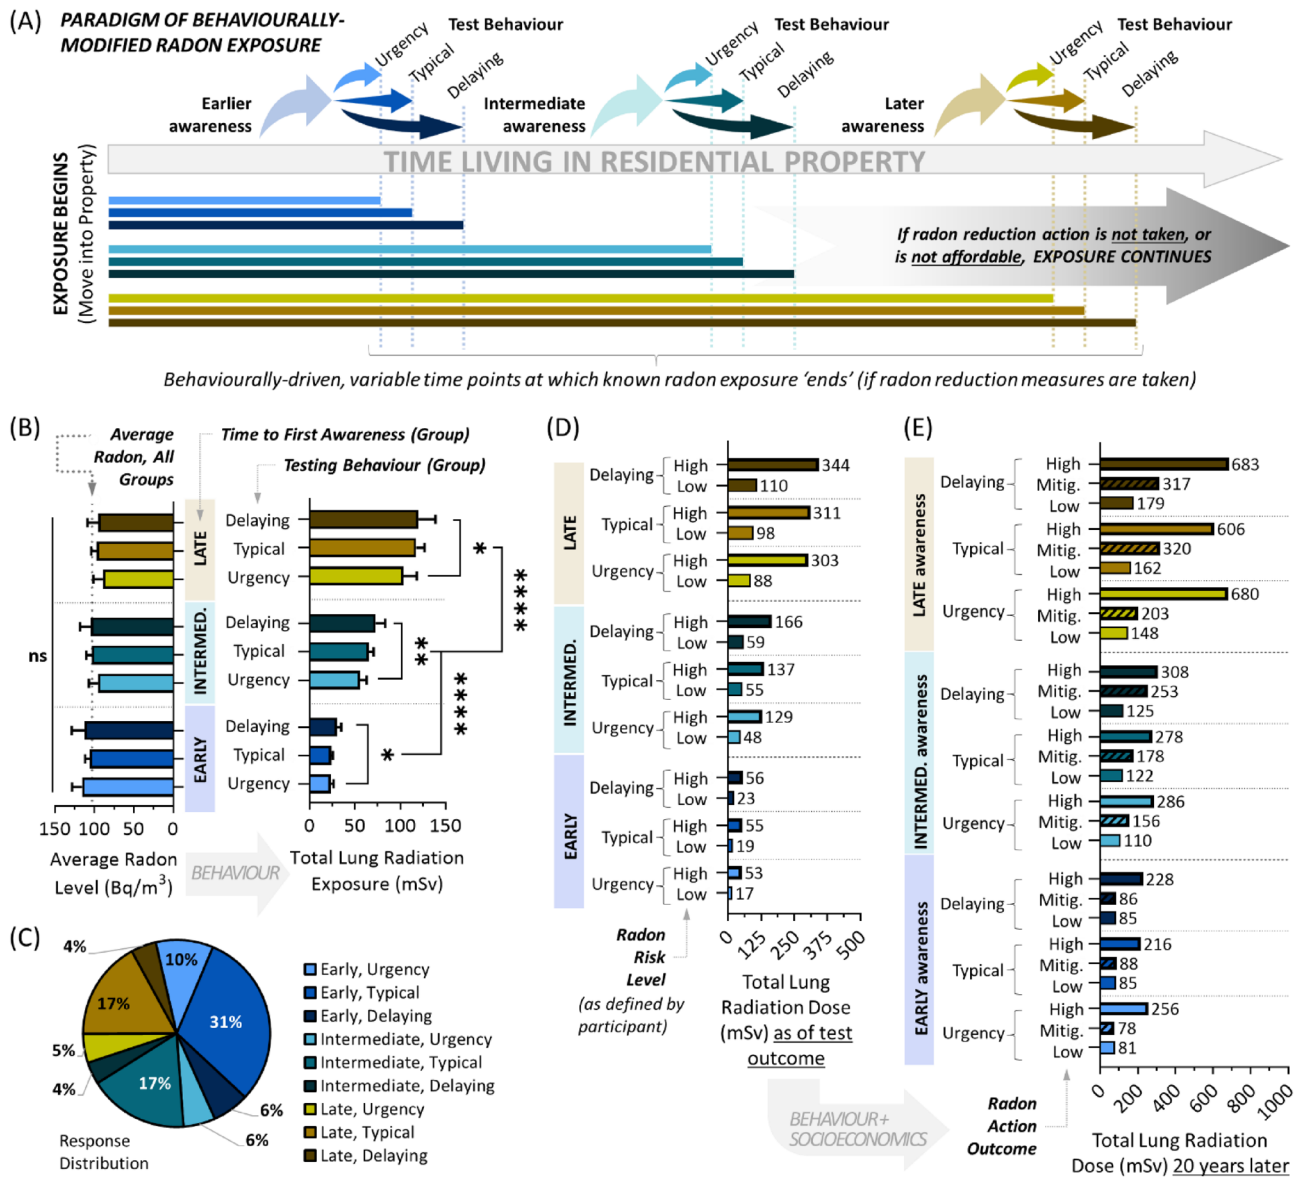 (A)
PARADIGM OF BEHAVIOURALLY-
MODIFIED RADON EXPOSURE
Test Behaviour
Urgency
Typical
Delaying
Earlier
awareness
Test Behaviour
Urgency
Typical
Delaying
Intermediate
awareness
Test Behaviour
Urgency
Typical
Delaying
Later
awareness
TIME LIVING IN RESIDENTIAL PROPERTY
EXPOSURE BEGINS
(Move into Property)
If radon reduction action is not taken, or
is not affordable, EXPOSURE CONTINUES
Behaviourally-driven, variable time points at which known radon exposure ‘ends’ (if radon reduction measures are taken)
(B)
Average
Radon, All
Groups
Time to First Awareness (Group)
Testing Behaviour (Group)
ns
LATE
INTERMED.
EARLY
Delaying
Typical
Urgency
Delaying
Typical
Urgency
Delaying
Typical
Urgency
*
**
*
****
****
150 100 50 0
Average Radon
Level (Bq/m³)
BEHAVIOUR
0 50 100 150
Total Lung Radiation
Exposure (mSv)
(C)
4%
10%
17%
31%
5%
4%
17%
6%
6%
Response
Distribution
Early, Urgency
Early, Typical
Early, Delaying
Intermediate, Urgency
Intermediate, Typical
Intermediate, Delaying
Late, Urgency
Late, Typical
Late, Delaying
(D)
LATE
Delaying
High 344
Low 110
Typical
High 311
Low 98
Urgency
High 303
Low 88
INTERMED.
Delaying
High 166
Low 59
Typical
High 137
Low 55
Urgency
High 129
Low 48
EARLY
Delaying
High 56
Low 23
Typical
High 55
Low 19
Urgency
High 53
Low 17
Radon
Risk
Level
(as defined by
participant)
0 125 250 375 500
Total Lung
Radiation Dose
(mSv) as of test
outcome
BEHAVIOUR+
SOCIOECONOMICS
(E)
LATE awareness
Delaying
High 683
Mitig. 317
Low 179
Typical
High 606
Mitig. 320
Low 162
Urgency
High 680
Mitig. 203
Low 148
INTERMED. awareness
Delaying
High 308
Mitig. 253
Low 125
Typical
High 278
Mitig. 178
Low 122
Urgency
High 286
Mitig. 156
Low 110
EARLY awareness
Delaying
High 228
Mitig. 86
Low 85
Typical
High 216
Mitig. 88
Low 85
Urgency
High 256
Mitig. 78
Low 81
Radon
Action
Outcome
0 200 400 600 800 1000
Total Lung Radiation
Dose (mSv) 20 years later